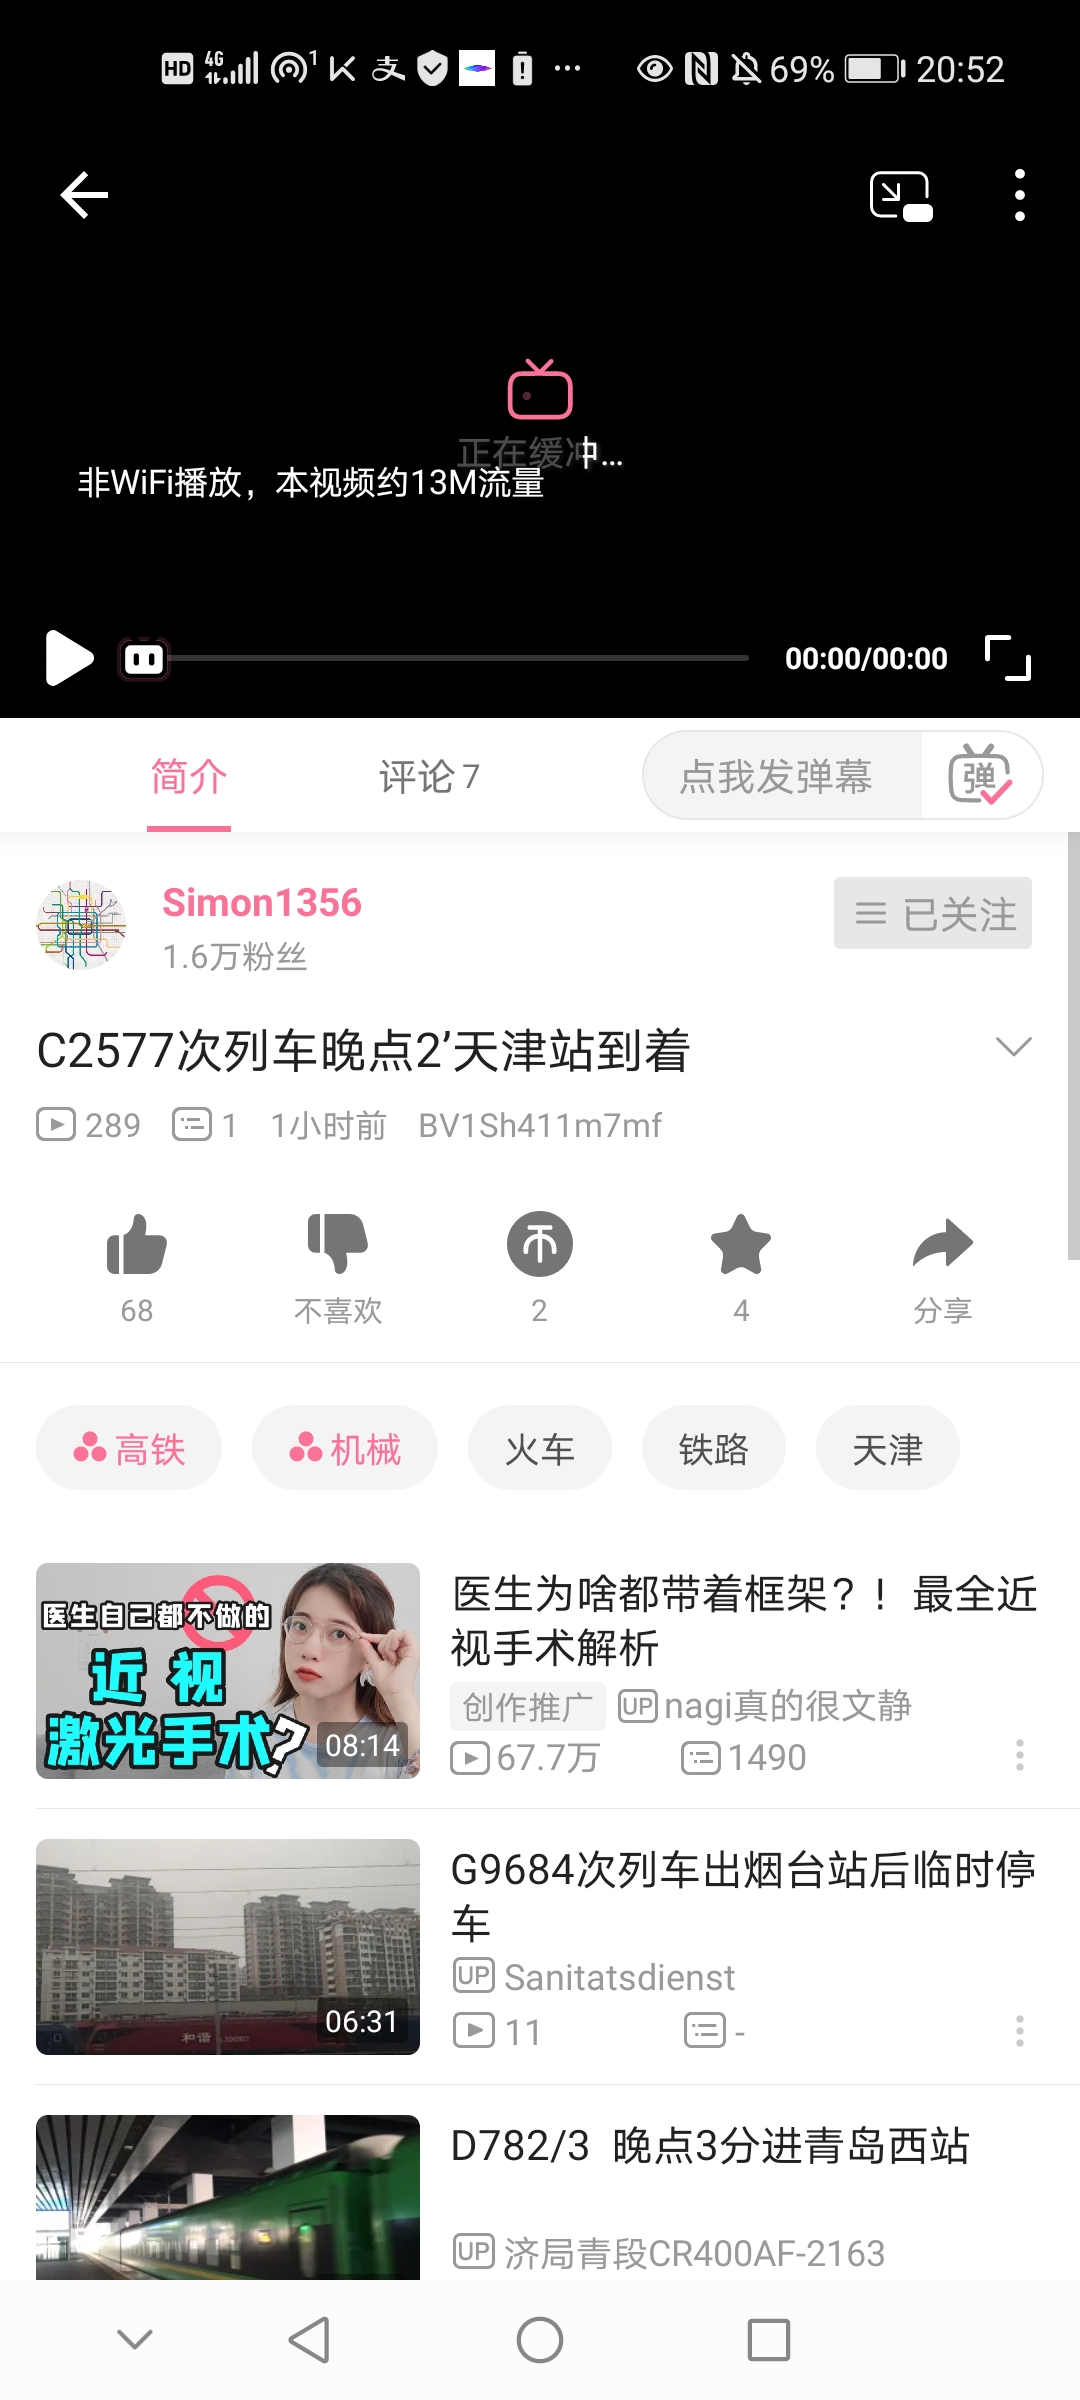 HD 4G 1 支 69% 20:52
正在缓冲...
非WiFi播放，本视频约13M流量
00:00/00:00
简介 评论 7 点我发弹幕 弹
Simon1356
1.6万粉丝
已关注
C2577次列车晚点2’天津站到着
289 1 1小时前 BV1Sh411m7mf
68 不喜欢 2 4 分享
高铁 机械 火车 铁路 天津
医生自己都不做的
近视
激光手术?
08:14
医生为啥都带着框架？！最全近
视手术解析
创作推广 UP nagi真的很文静
67.7万 1490
和谐
06:31
G9684次列车出烟台站后临时停
车
UP Sanitatsdienst
11 -
D782/3 晚点3分进青岛西站
UP 济局青段CR400AF-2163